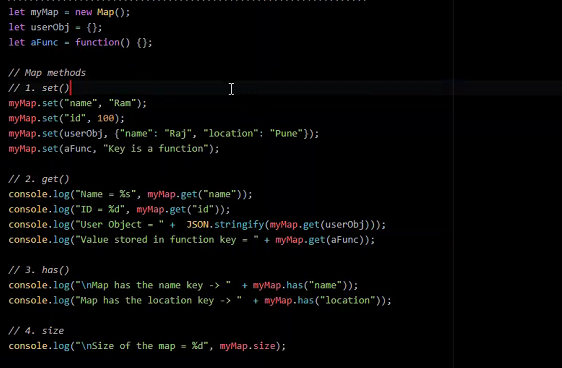 let myMap = new Map();
let userObj = {};
let aFunc = function() {};
// Map methods
// 1. set()
myMap.set("name", "Ram");
myMap.set("id", 100);
myMap.set(userObj, {"name": "Raj", "location": "Pune"});
myMap.set(aFunc, "Key is a function");
// 2. get()
console.log("Name = %s", myMap.get("name"));
console.log("ID = %d", myMap.get("id"));
console.log("User Object = " +  JSON.stringify(myMap.get(userObj)));
console.log("Value stored in function key = " + myMap.get(aFunc));
// 3. has()
console.log("\nMap has the name key -> "  + myMap.has("name"));
console.log("Map has the location key -> "  + myMap.has("location"));
// 4. size
console.log("\nSize of the map = %d", myMap.size);